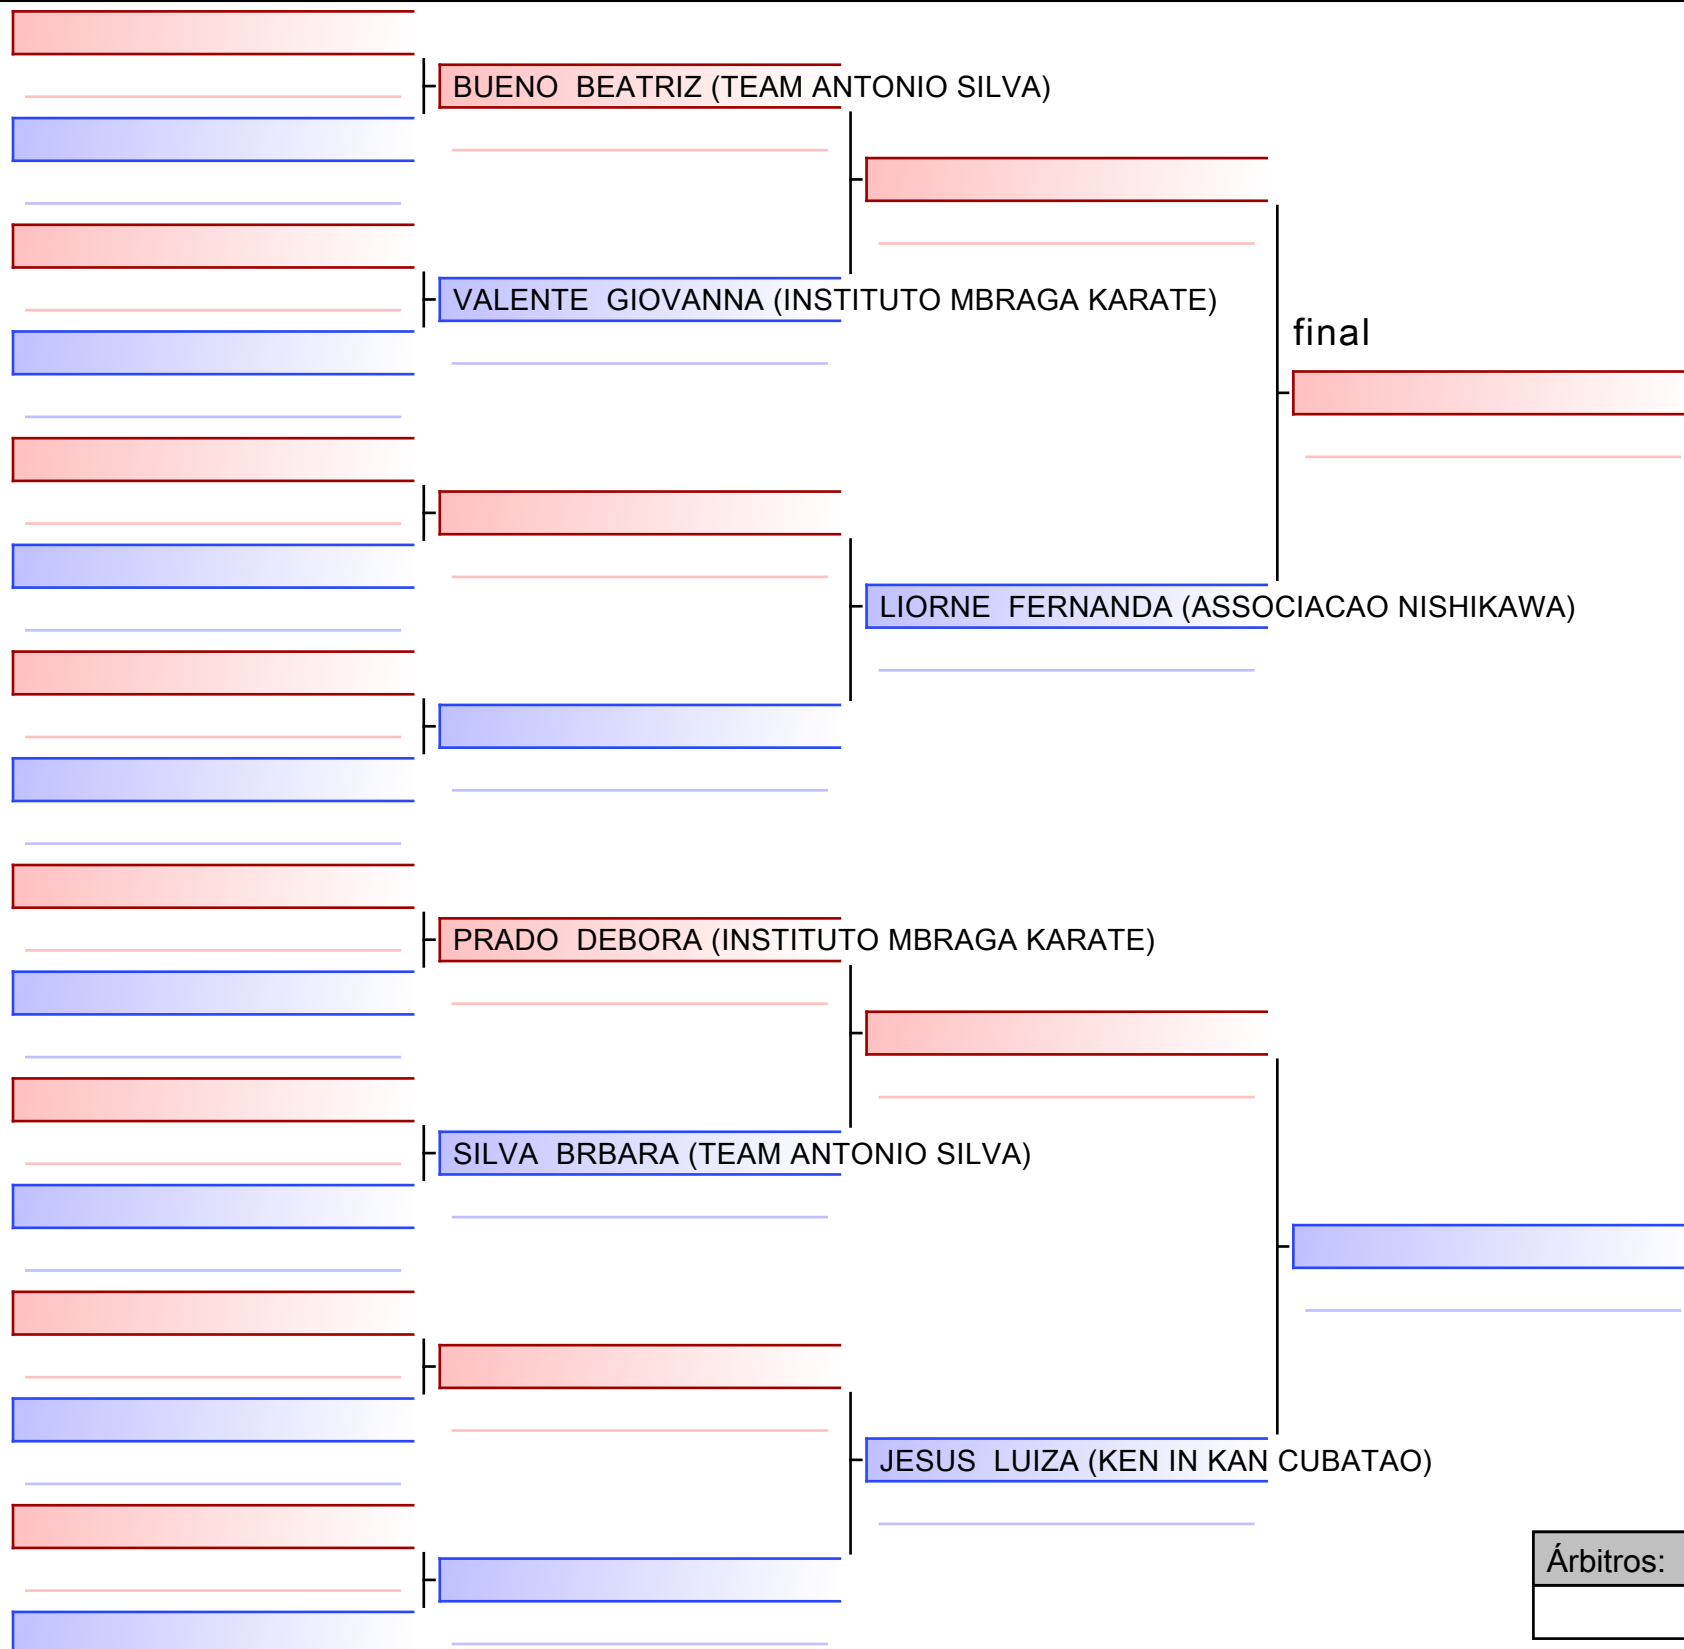 BUENO  BEATRIZ (TEAM ANTONIO SILVA)
VALENTE  GIOVANNA (INSTITUTO MBRAGA KARATE)
final
LIORNE  FERNANDA (ASSOCIACAO NISHIKAWA)
PRADO  DEBORA (INSTITUTO MBRAGA KARATE)
SILVA  BRBARA (TEAM ANTONIO SILVA)
JESUS  LUIZA (KEN IN KAN CUBATAO)
Árbitros: